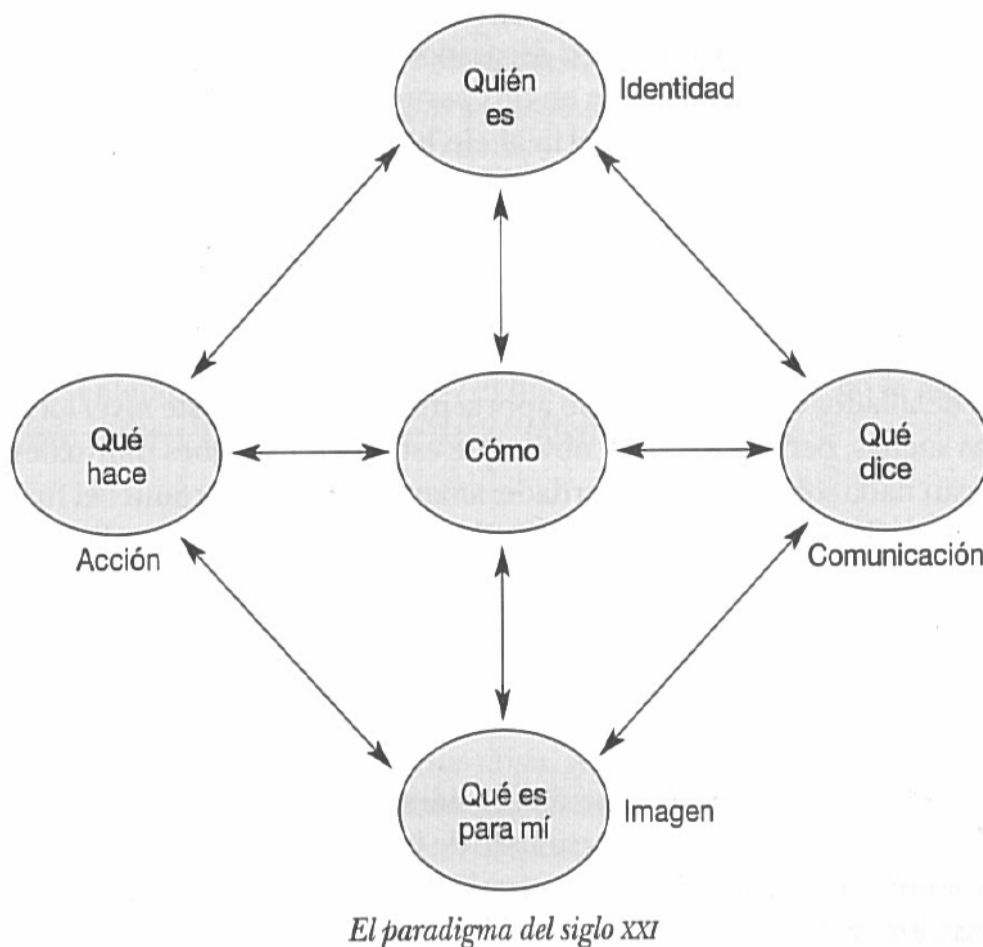 Quién
es
Identidad
Qué
hace
Acción
Cómo
Qué
dice
Comunicación
Qué es
para mí
Imagen
El paradigma del siglo XXI